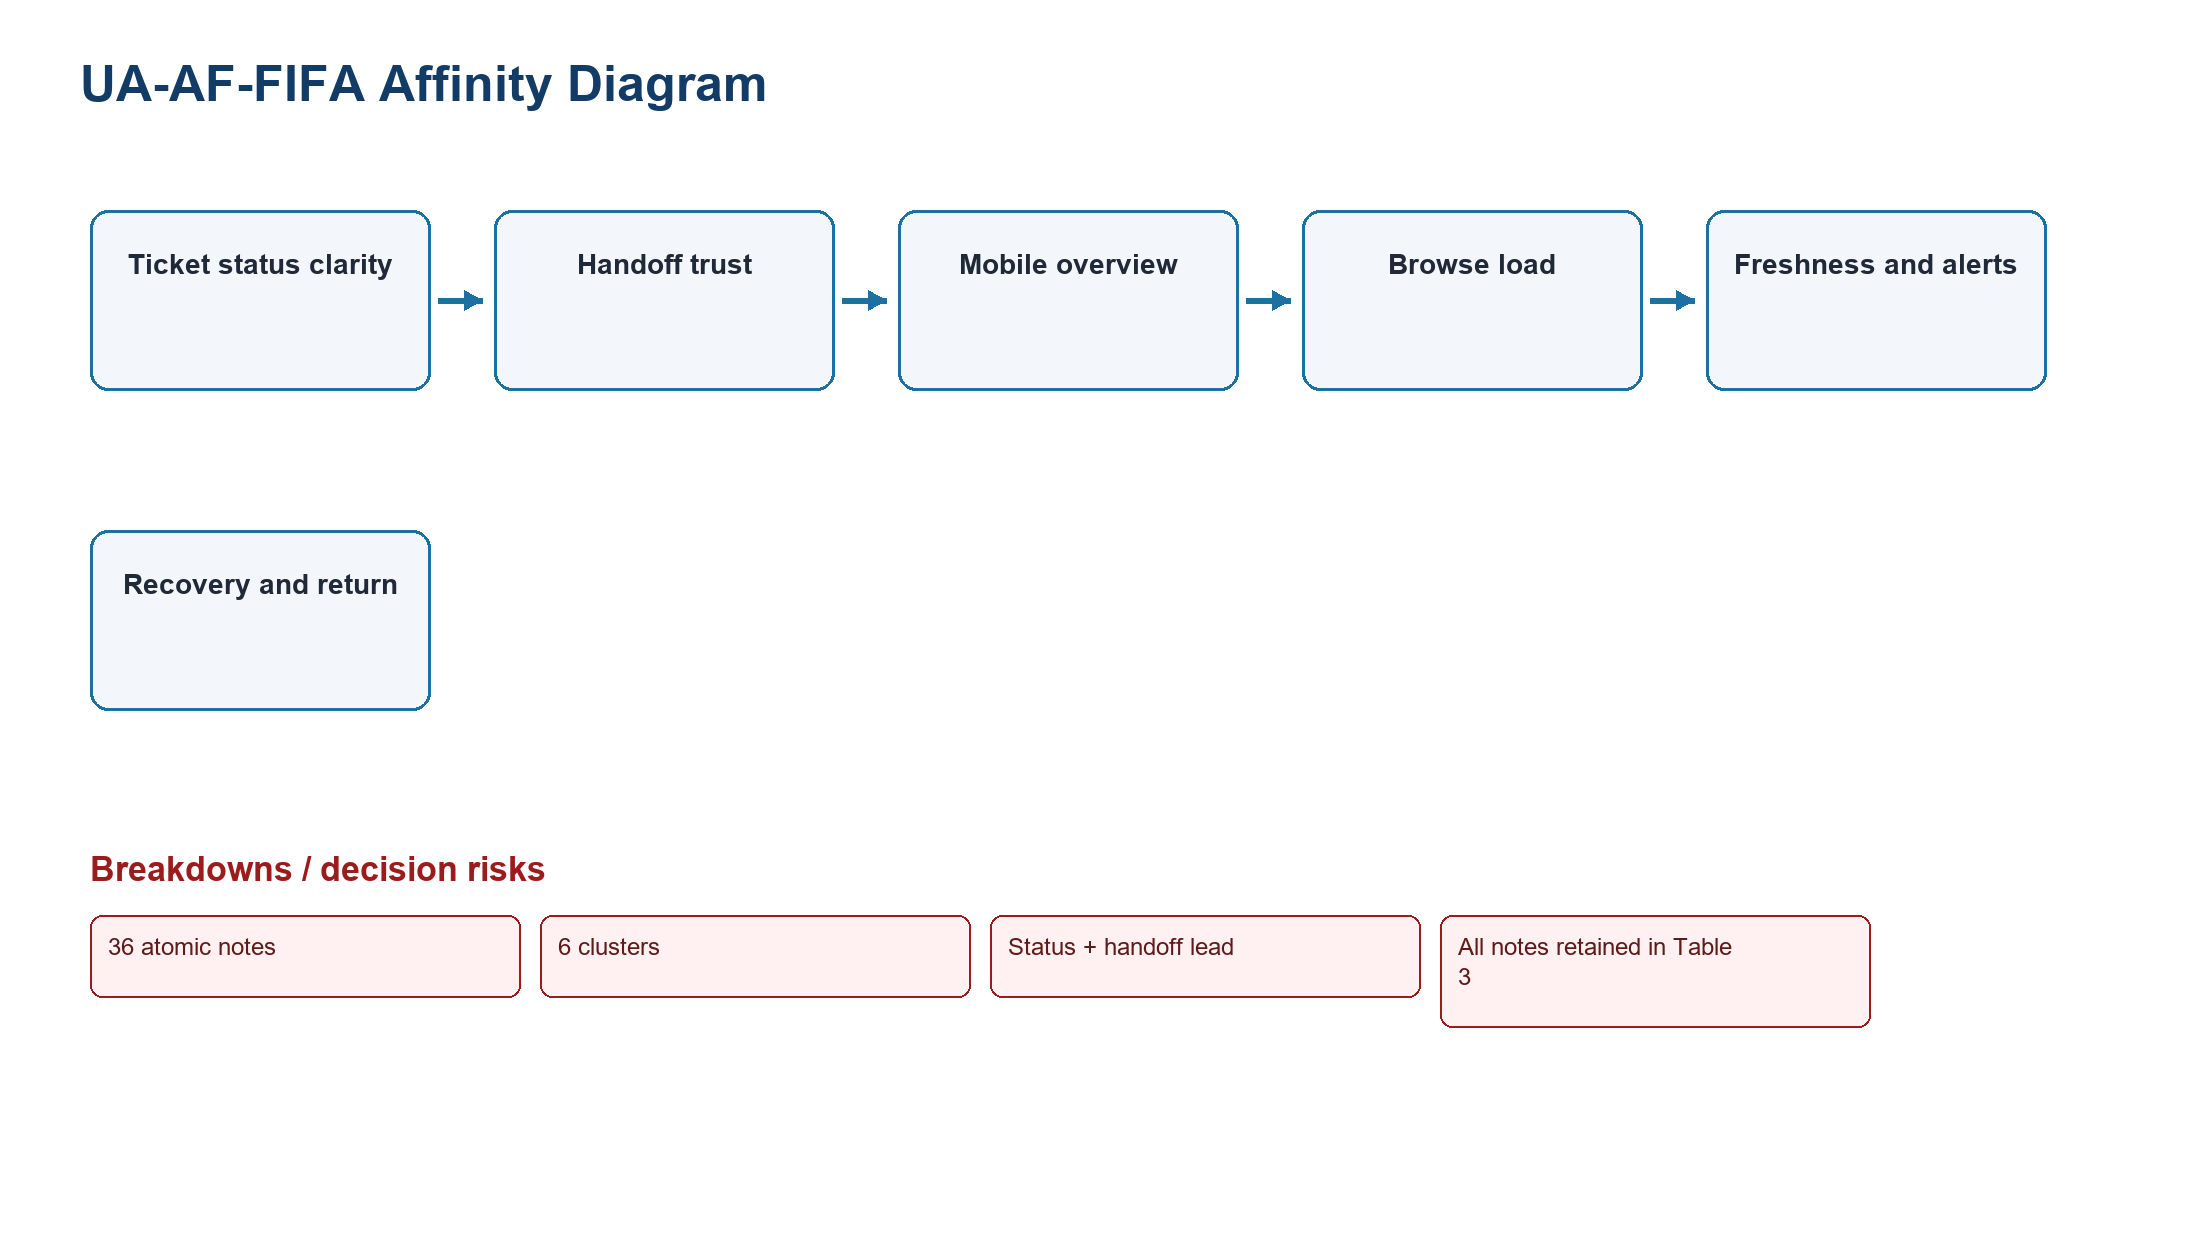 UA-AF-FIFA Affinity Diagram
Ticket status clarity
Handoff trust
Mobile overview
Browse load
Freshness and alerts
Recovery and return
Breakdowns / decision risks
36 atomic notes
6 clusters
Status + handoff lead
All notes retained in Table
3